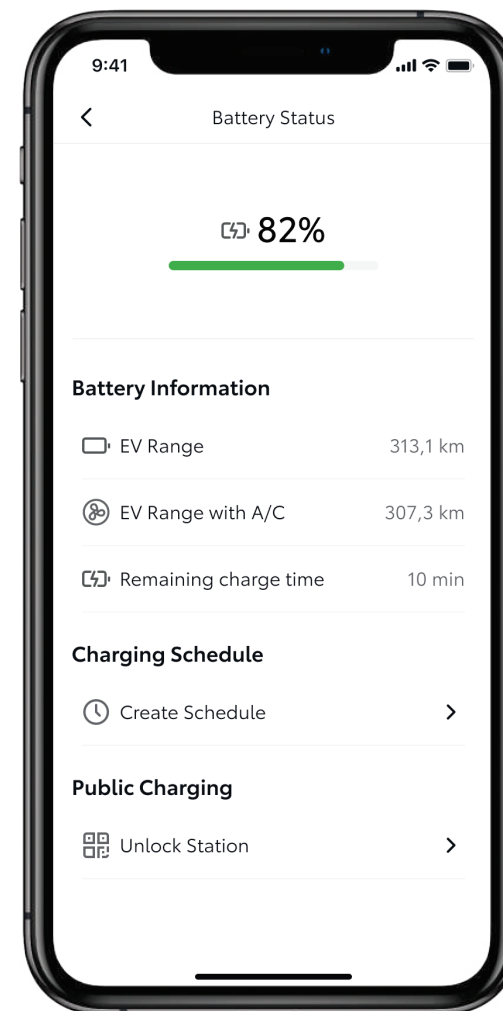 9:41
Battery Status
82%
Battery Information
EV Range 313,1 km
EV Range with A/C 307,3 km
Remaining charge time 10 min
Charging Schedule
Create Schedule
Public Charging
Unlock Station